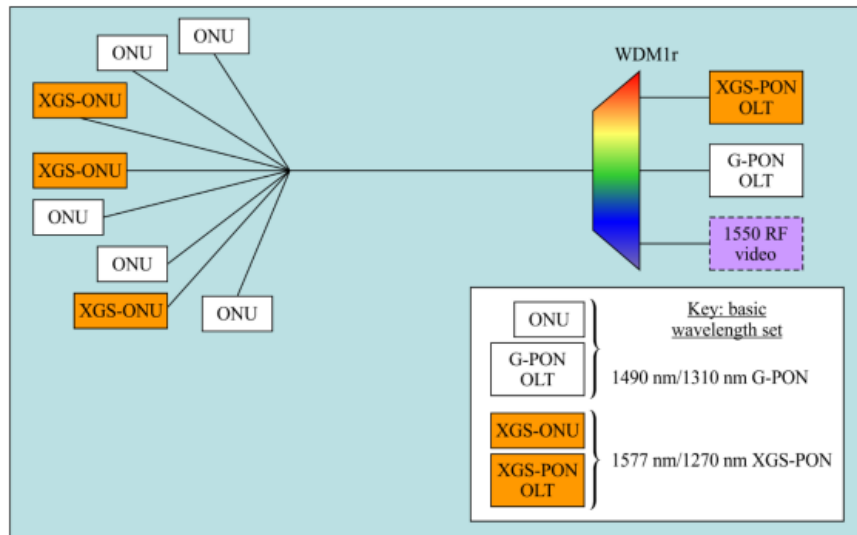 ONU
ONU
XGS-ONU
XGS-ONU
ONU
ONU
XGS-ONU
ONU
WDM1r
XGS-PON
OLT
G-PON
OLT
1550 RF
video
Key: basic
wavelength set
ONU
G-PON
OLT
1490 nm/1310 nm G-PON
XGS-ONU
XGS-PON
OLT
1577 nm/1270 nm XGS-PON